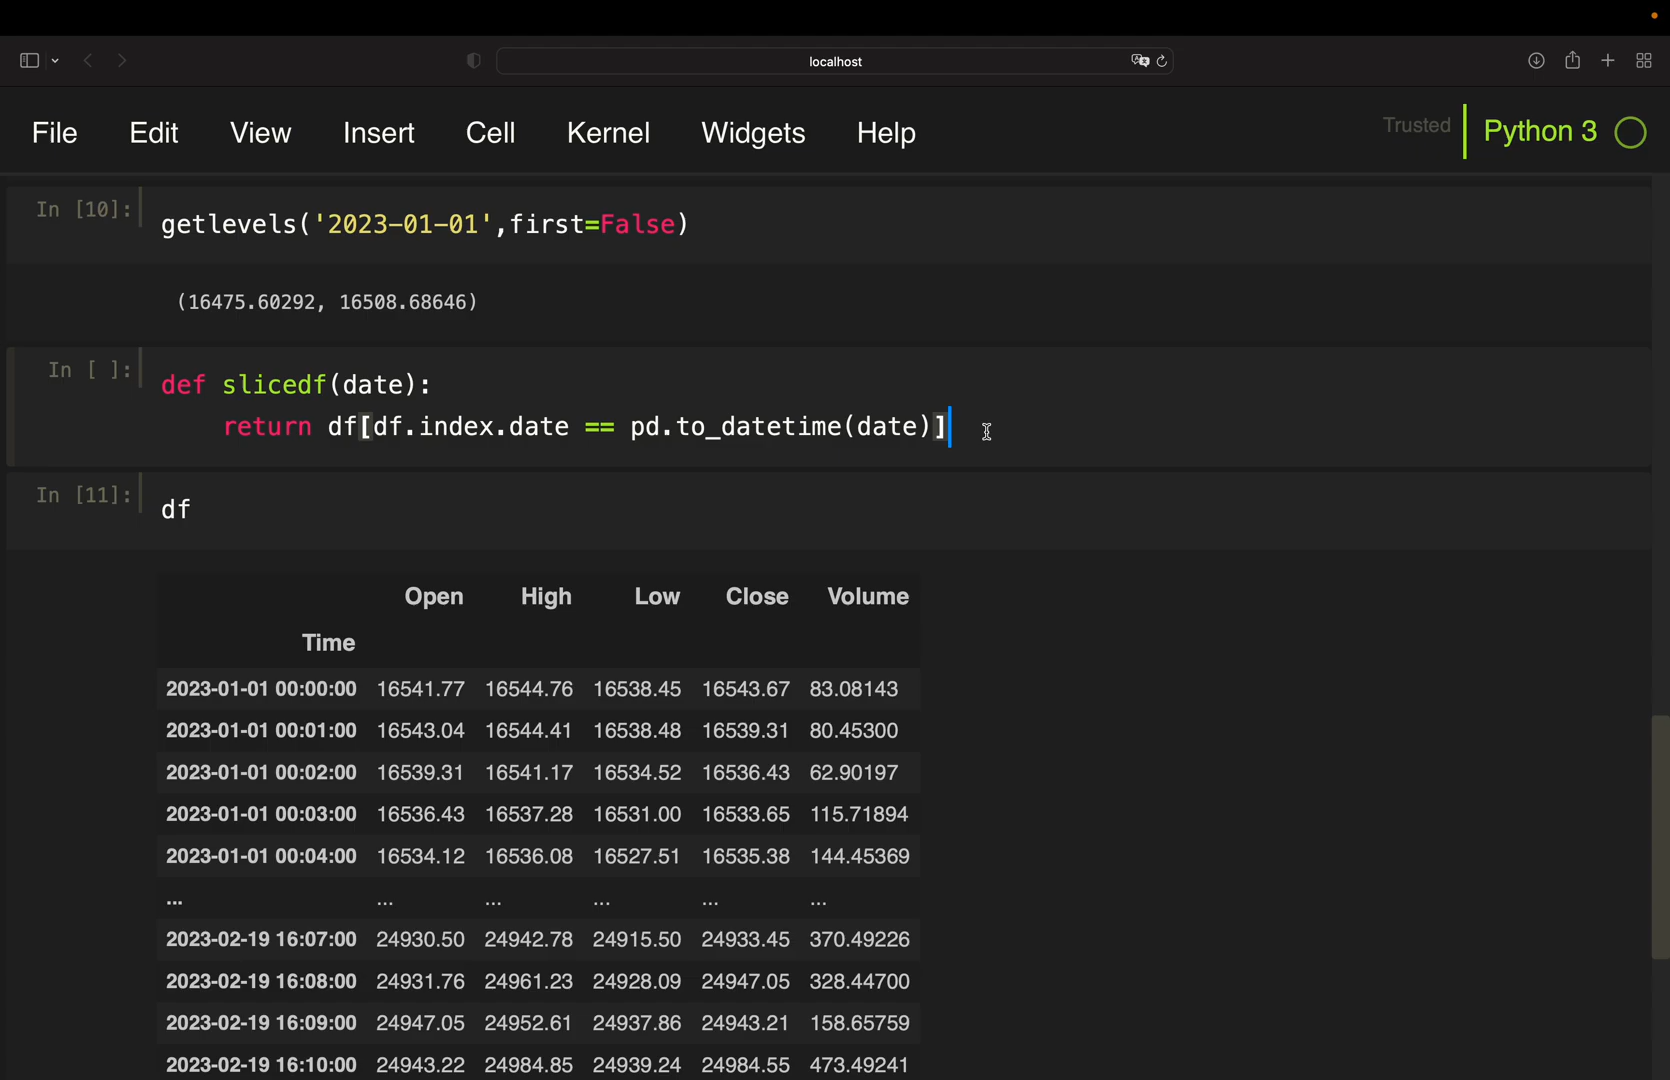 localhost
File Edit View Insert Cell Kernel Widgets Help Trusted Python 3
In [10]: getlevels('2023-01-01',first=False)
(16475.60292, 16508.68646)
In [ ]: def slicedf(date):
return df[df.index.date == pd.to_datetime(date)]
In [11]: df
Open High Low Close Volume
Time
2023-01-01 00:00:00 16541.77 16544.76 16538.45 16543.67 83.08143
2023-01-01 00:01:00 16543.04 16544.41 16538.48 16539.31 80.45300
2023-01-01 00:02:00 16539.31 16541.17 16534.52 16536.43 62.90197
2023-01-01 00:03:00 16536.43 16537.28 16531.00 16533.65 115.71894
2023-01-01 00:04:00 16534.12 16536.08 16527.51 16535.38 144.45369
... ... ... ... ... ...
2023-02-19 16:07:00 24930.50 24942.78 24915.50 24933.45 370.49226
2023-02-19 16:08:00 24931.76 24961.23 24928.09 24947.05 328.44700
2023-02-19 16:09:00 24947.05 24952.61 24937.86 24943.21 158.65759
2023-02-19 16:10:00 24943.22 24984.85 24939.24 24984.55 473.49241